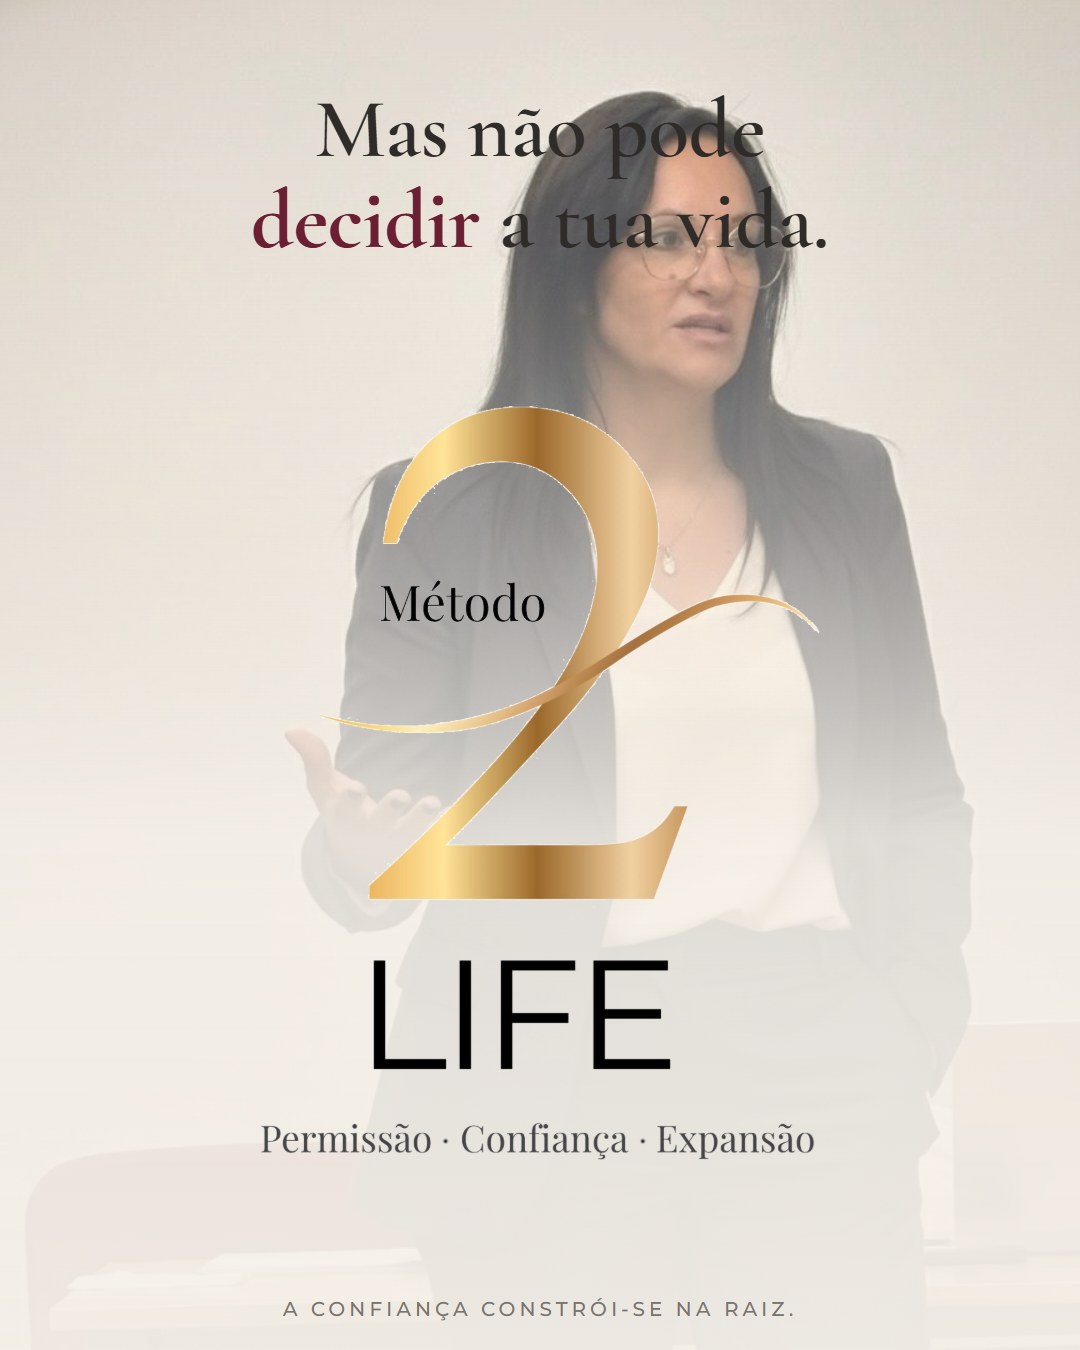 Mas não pode
decidir a tua vida.
2
Método
LIFE
Permissão · Confiança · Expansão
A CONFIANÇA CONSTRÓI-SE NA RAIZ.